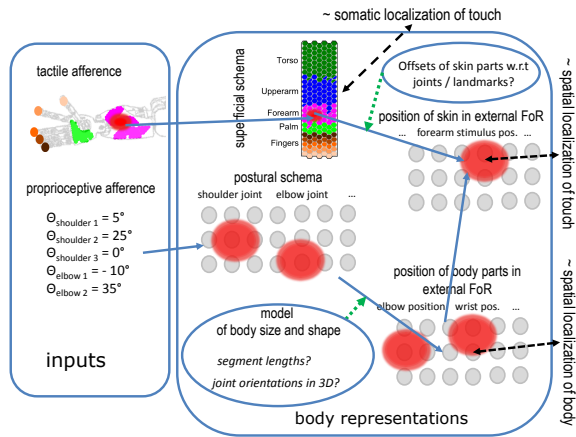 ~ somatic localization of touch
tactile afference
superficial schema
Torso
Upperarm
Forearm
Palm
Fingers
Offsets of skin parts w.r.t
joints / landmarks?
position of skin in external FoR
... forearm stimulus pos. ...
~ spatial localization of touch
proprioceptive afference
Θshoulder 1 = 5°
Θshoulder 2 = 25°
Θshoulder 3 = 0°
Θelbow 1 = - 10°
Θelbow 2 = 35°
postural schema
shoulder joint elbow joint ...
position of body parts in
external FoR
elbow position wrist pos. ...
~ spatial localization of body
model
of body size and shape
segment lengths?
joint orientations in 3D?
inputs
body representations